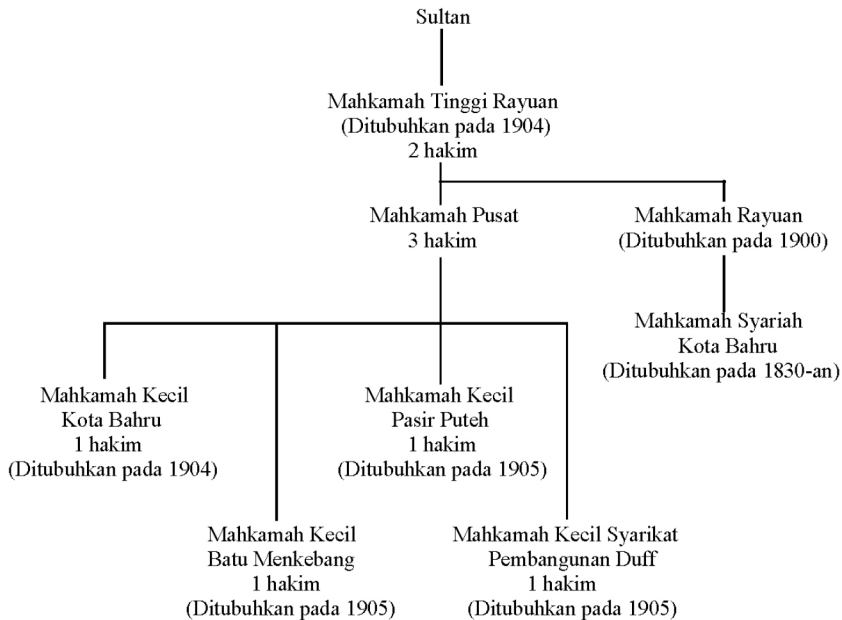 Sultan
Mahkamah Tinggi Rayuan
(Ditubuhkan pada 1904)
2 hakim
Mahkamah Pusat
3 hakim
Mahkamah Rayuan
(Ditubuhkan pada 1900)
Mahkamah Syariah
Kota Bahru
(Ditubuhkan pada 1830-an)
Mahkamah Kecil
Kota Bahru
1 hakim
(Ditubuhkan pada 1904)
Mahkamah Kecil
Pasir Puteh
1 hakim
(Ditubuhkan pada 1905)
Mahkamah Kecil
Batu Menkebang
1 hakim
(Ditubuhkan pada 1905)
Mahkamah Kecil Syarikat
Pembangunan Duff
1 hakim
(Ditubuhkan pada 1905)